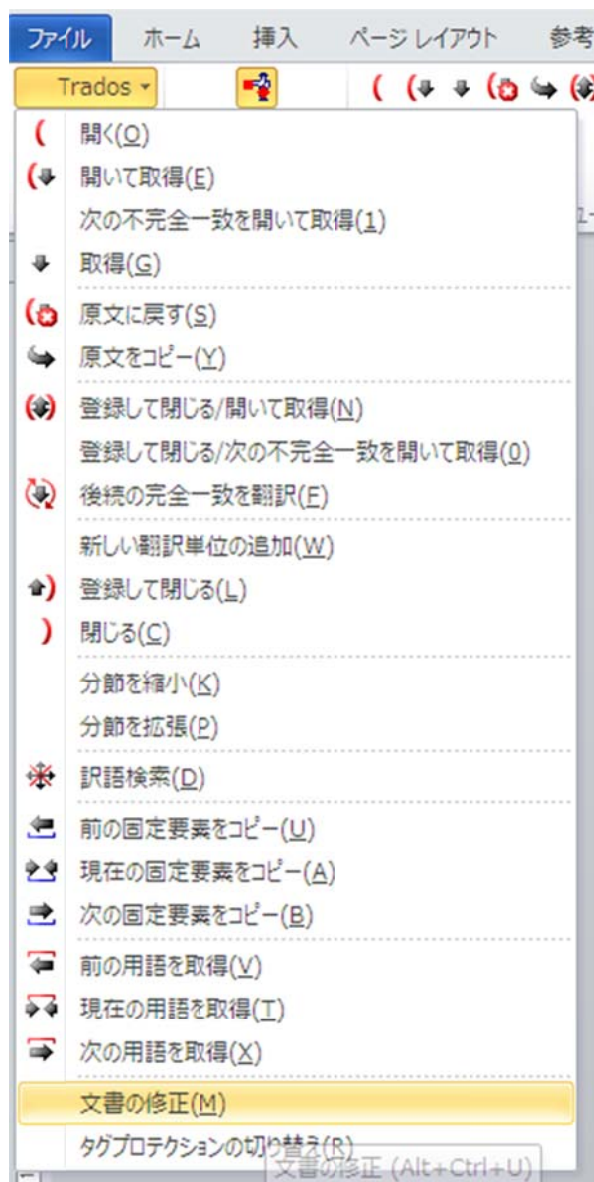 ファイル ホーム 挿入 ページ レイアウト 参考
Trados
開く(O)
開いて取得(E)
次の不完全一致を開いて取得(1)
取得(G)
原文に戻す(S)
原文をコピー(Y)
登録して閉じる/開いて取得(N)
登録して閉じる/次の不完全一致を開いて取得(0)
後続の完全一致を翻訳(F)
新しい翻訳単位の追加(W)
登録して閉じる(L)
閉じる(C)
分節を縮小(K)
分節を拡張(P)
訳語検索(D)
前の固定要素をコピー(U)
現在の固定要素をコピー(A)
次の固定要素をコピー(B)
前の用語を取得(V)
現在の用語を取得(T)
次の用語を取得(X)
文書の修正(M)
タグプロテクションの切り替え(R)
文書の修正 (Alt+Ctrl+U)